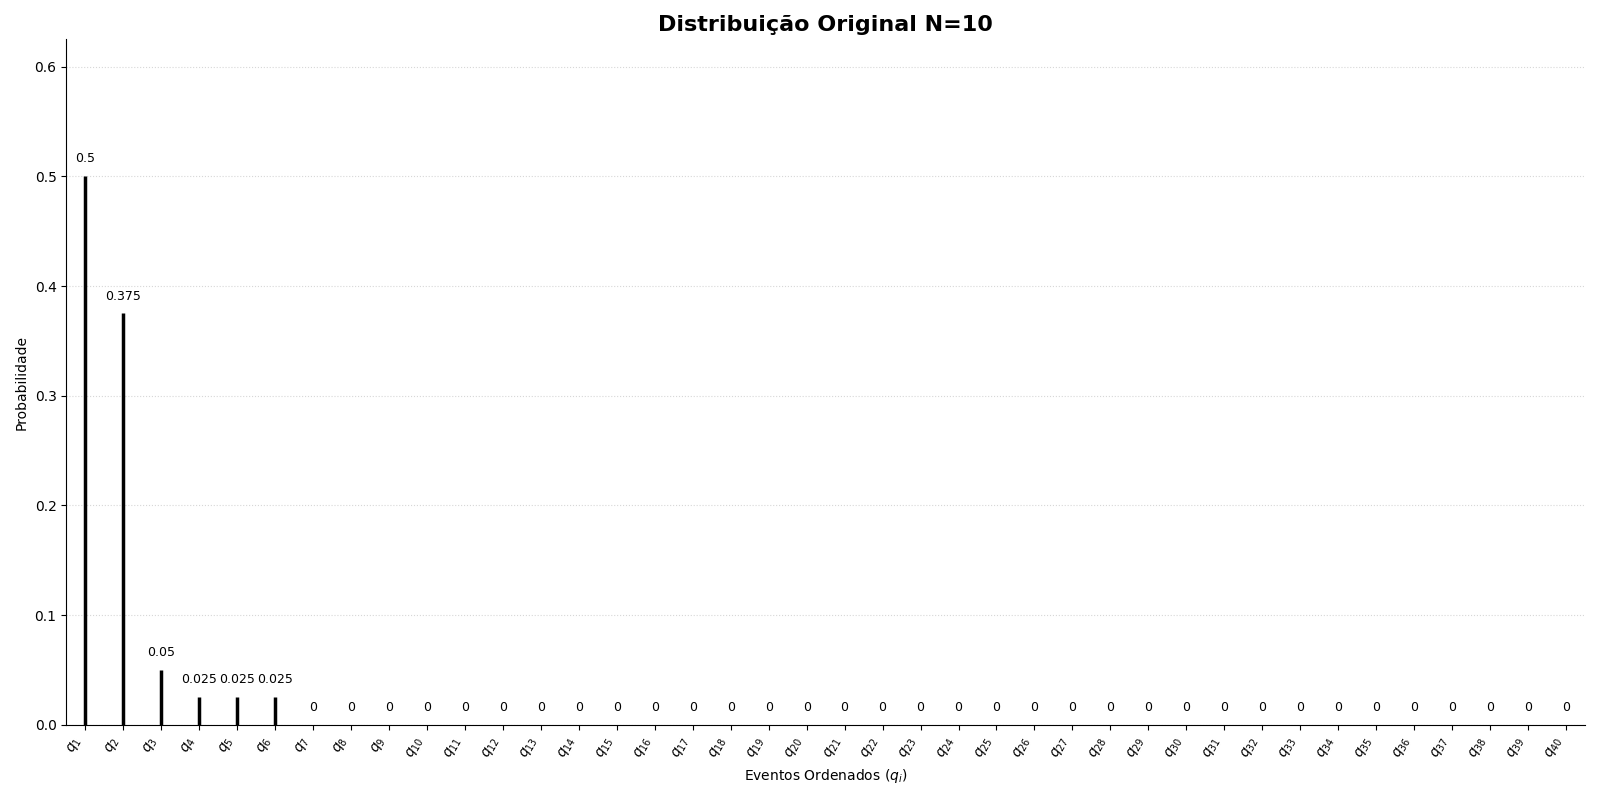 Distribuição Original N=10
Probabilidade
0.6
0.5
0.4
0.3
0.2
0.1
0.0
0.5
0.375
0.05
0.025 0.025 0.025
0 0 0 0 0 0 0 0 0 0 0 0 0 0 0 0 0 0 0 0 0 0 0 0 0 0 0 0 0 0 0 0 0 0
q1 q2 q3 q4 q5 q6 q7 q8 q9 q10 q11 q12 q13 q14 q15 q16 q17 q18 q19 q20 q21 q22 q23 q24 q25 q26 q27 q28 q29 q30 q31 q32 q33 q34 q35 q36 q37 q38 q39 q40
Eventos Ordenados (qi)